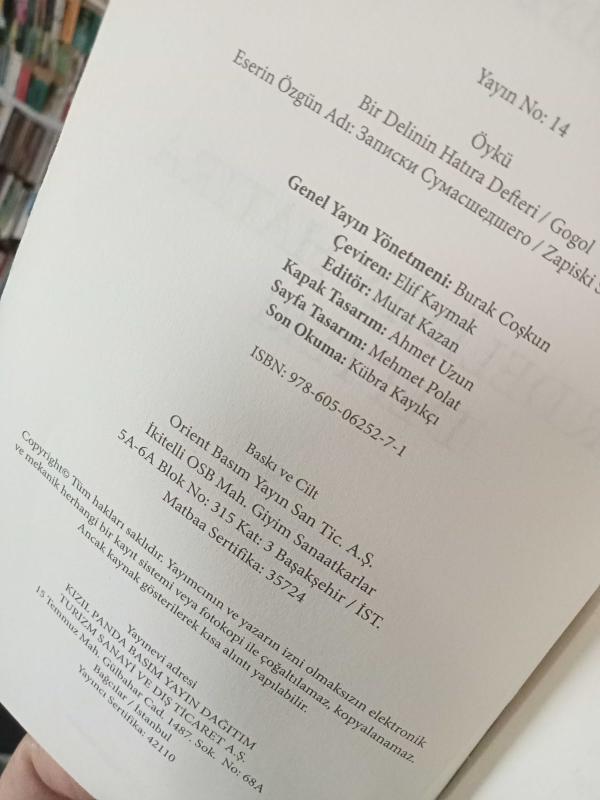 Yayın No: 14
Öykü
Bir Delinin Hatıra Defteri / Gogol
Eserin Özgün Adı: Записки Сумасшедшего / Zapiski
Genel Yayın Yönetmeni: Burak Coşkun
Çeviren: Elif Kaymak
Editör: Murat Kazan
Kapak Tasarım: Ahmet Uzun
Sayfa Tasarım: Mehmet Polat
Son Okuma: Kübra Kayıkçı
ISBN: 978-605-06252-7-1
Baskı ve Cilt
Orient Basım Yayın San Tic. A.Ş.
İkitelli OSB Mah. Giyim Sanaatkarlar
5A-6A Blok No: 315 Kat: 3 Başakşehir / İST.
Matbaa Sertifika: 35724
Copyright© Tüm hakları saklıdır. Yayımcının ve yazarın izni olmaksızın elektronik
ve mekanik herhangi bir kayıt sistemi veya fotokopi ile çoğaltılamaz, kopyalanamaz.
Ancak kaynak gösterilerek kısa alıntı yapılabilir.
Yayınevi adresi
KIZIL PANDA BASIM YAYIN DAĞITIM
TURİZM SANAYİ VE DIŞ TİCARET A.Ş.
15 Temmuz Mah. Gülbahar Cad. 1487. Sok. No: 68A
Bağcılar / İstanbul
Yayıncı Sertifika: 42110